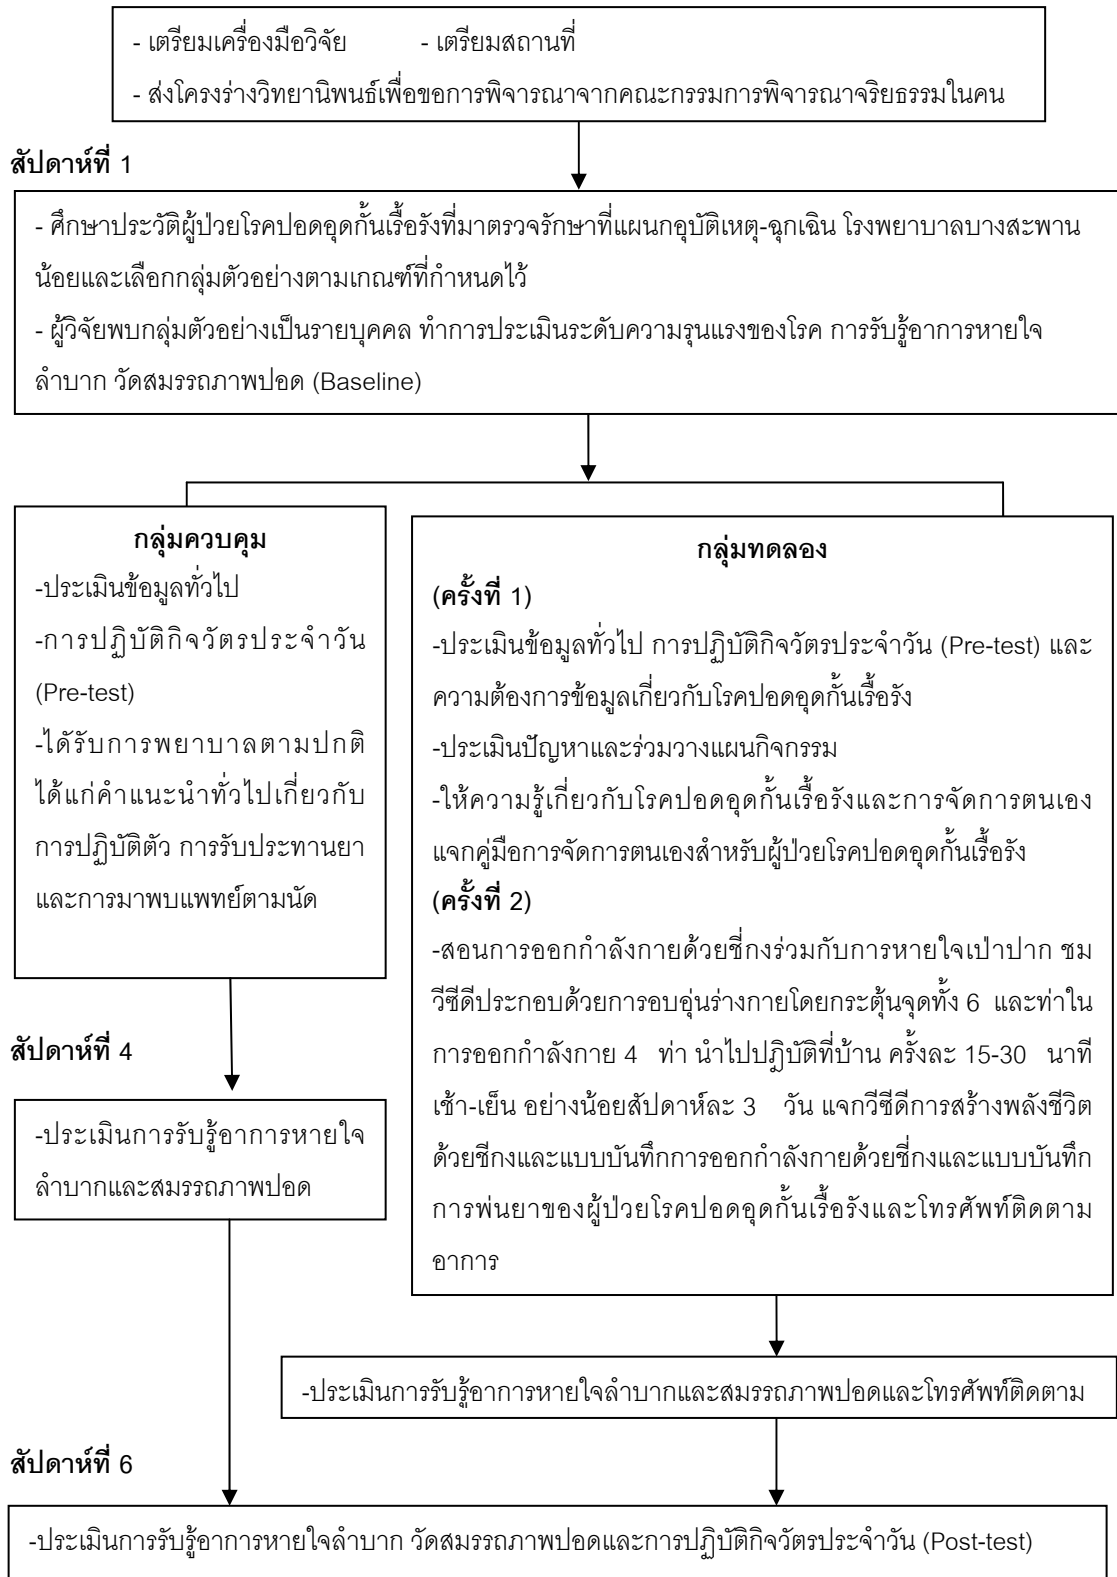 - เตรียมเครื่องมือวิจัย - เตรียมสถานที่
- ส่งโครงร่างวิทยานิพนธ์เพื่อขอการพิจารณาจากคณะกรรมการพิจารณาจริยธรรมในคน
สัปดาห์ที่ 1
- ศึกษาประวัติผู้ป่วยโรคปอดอุดกั้นเรื้อรังที่มาตรวจรักษาที่แผนกอุบัติเหตุ-ฉุกเฉิน โรงพยาบาลบางสะพาน
น้อยและเลือกกลุ่มตัวอย่างตามเกณฑ์ที่กำหนดไว้
- ผู้วิจัยพบกลุ่มตัวอย่างเป็นรายบุคคล ทำการประเมินระดับความรุนแรงของโรค การรับรู้อาการหายใจ
ลำบาก วัดสมรรถภาพปอด (Baseline)
กลุ่มควบคุม
-ประเมินข้อมูลทั่วไป
-การปฏิบัติกิจวัตรประจำวัน
(Pre-test)
-ได้รับการพยาบาลตามปกติ
ได้แก่คำแนะนำทั่วไปเกี่ยวกับ
การปฏิบัติตัว การรับประทานยา
และการมาพบแพทย์ตามนัด
กลุ่มทดลอง
(ครั้งที่ 1)
-ประเมินข้อมูลทั่วไป การปฏิบัติกิจวัตรประจำวัน (Pre-test) และ
ความต้องการข้อมูลเกี่ยวกับโรคปอดอุดกั้นเรื้อรัง
-ประเมินปัญหาและร่วมวางแผนกิจกรรม
-ให้ความรู้เกี่ยวกับโรคปอดอุดกั้นเรื้อรังและการจัดการตนเอง
แจกคู่มือการจัดการตนเองสำหรับผู้ป่วยโรคปอดอุดกั้นเรื้อรัง
(ครั้งที่ 2)
-สอนการออกกำลังกายด้วยชี่กงร่วมกับการหายใจเป่าปาก ชม
วีซีดีประกอบด้วยการอบอุ่นร่างกายโดยกระตุ้นจุดทั้ง 6 และท่าใน
การออกกำลังกาย 4 ท่า นำไปปฏิบัติที่บ้าน ครั้งละ 15-30 นาที
เช้า-เย็น อย่างน้อยสัปดาห์ละ 3 วัน แจกวีซีดีการสร้างพลังชีวิต
ด้วยชี่กงและแบบบันทึกการออกกำลังกายด้วยชี่กงและแบบบันทึก
การพ่นยาของผู้ป่วยโรคปอดอุดกั้นเรื้อรังและโทรศัพท์ติดตาม
อาการ
สัปดาห์ที่ 4
-ประเมินการรับรู้อาการหายใจ
ลำบากและสมรรถภาพปอด
-ประเมินการรับรู้อาการหายใจลำบากและสมรรถภาพปอดและโทรศัพท์ติดตาม
สัปดาห์ที่ 6
-ประเมินการรับรู้อาการหายใจลำบาก วัดสมรรถภาพปอดและการปฏิบัติกิจวัตรประจำวัน (Post-test)